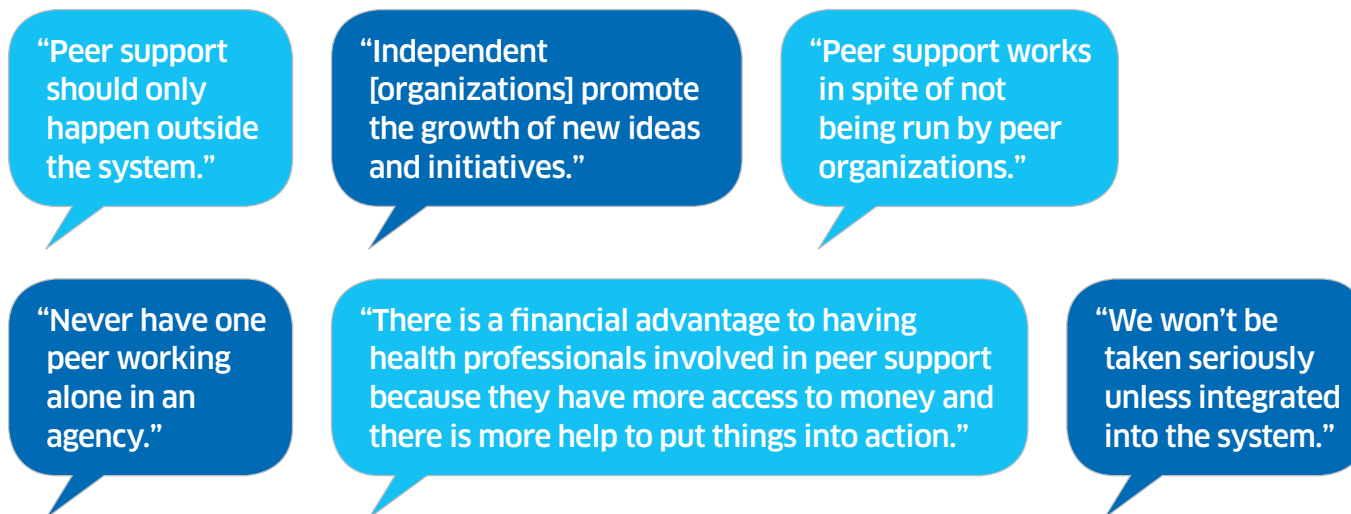 “Peer support
should only
happen outside
the system.”
“Independent
[organizations] promote
the growth of new ideas
and initiatives.”
“Peer support works
in spite of not
being run by peer
organizations.”
“Never have one
peer working
alone in an
agency.”
“There is a financial advantage to having
health professionals involved in peer support
because they have more access to money and
there is more help to put things into action.”
“We won’t be
taken seriously
unless integrated
into the system.”